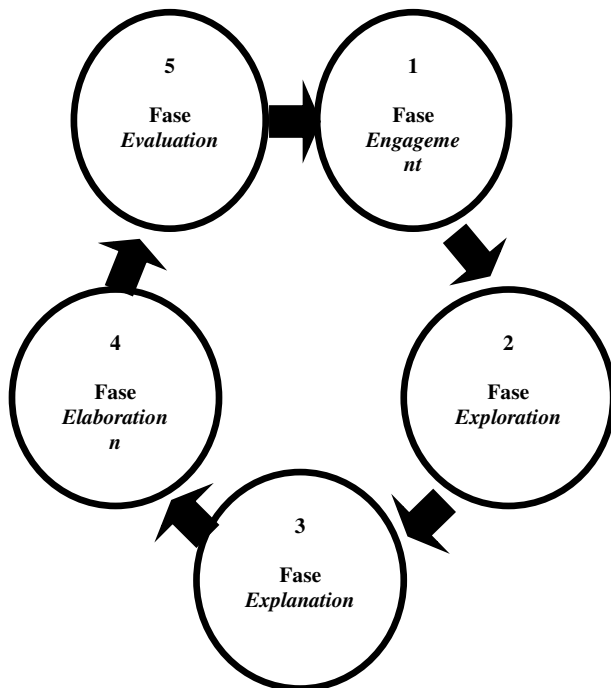 5
Fase
Evaluation
1
Fase
Engageme
nt
4
Fase
Elaboration
n
2
Fase
Exploration
3
Fase
Explanation